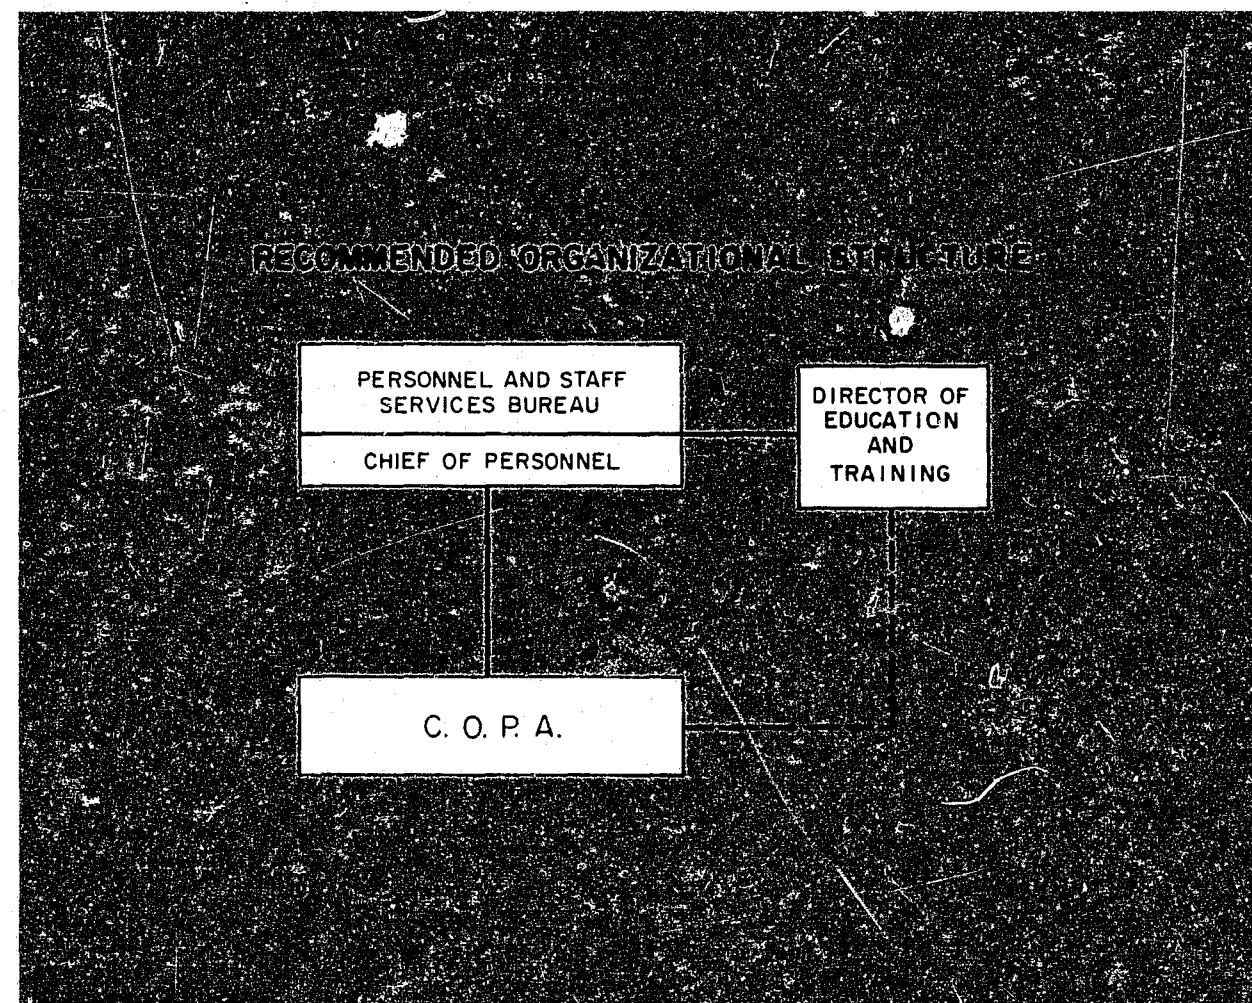 RECOMMENDED ORGANIZATIONAL STRUCTURE
PERSONNEL AND STAFF
SERVICES BUREAU
CHIEF OF PERSONNEL
DIRECTOR OF
EDUCATION
AND
TRAINING
C. O. P. A.